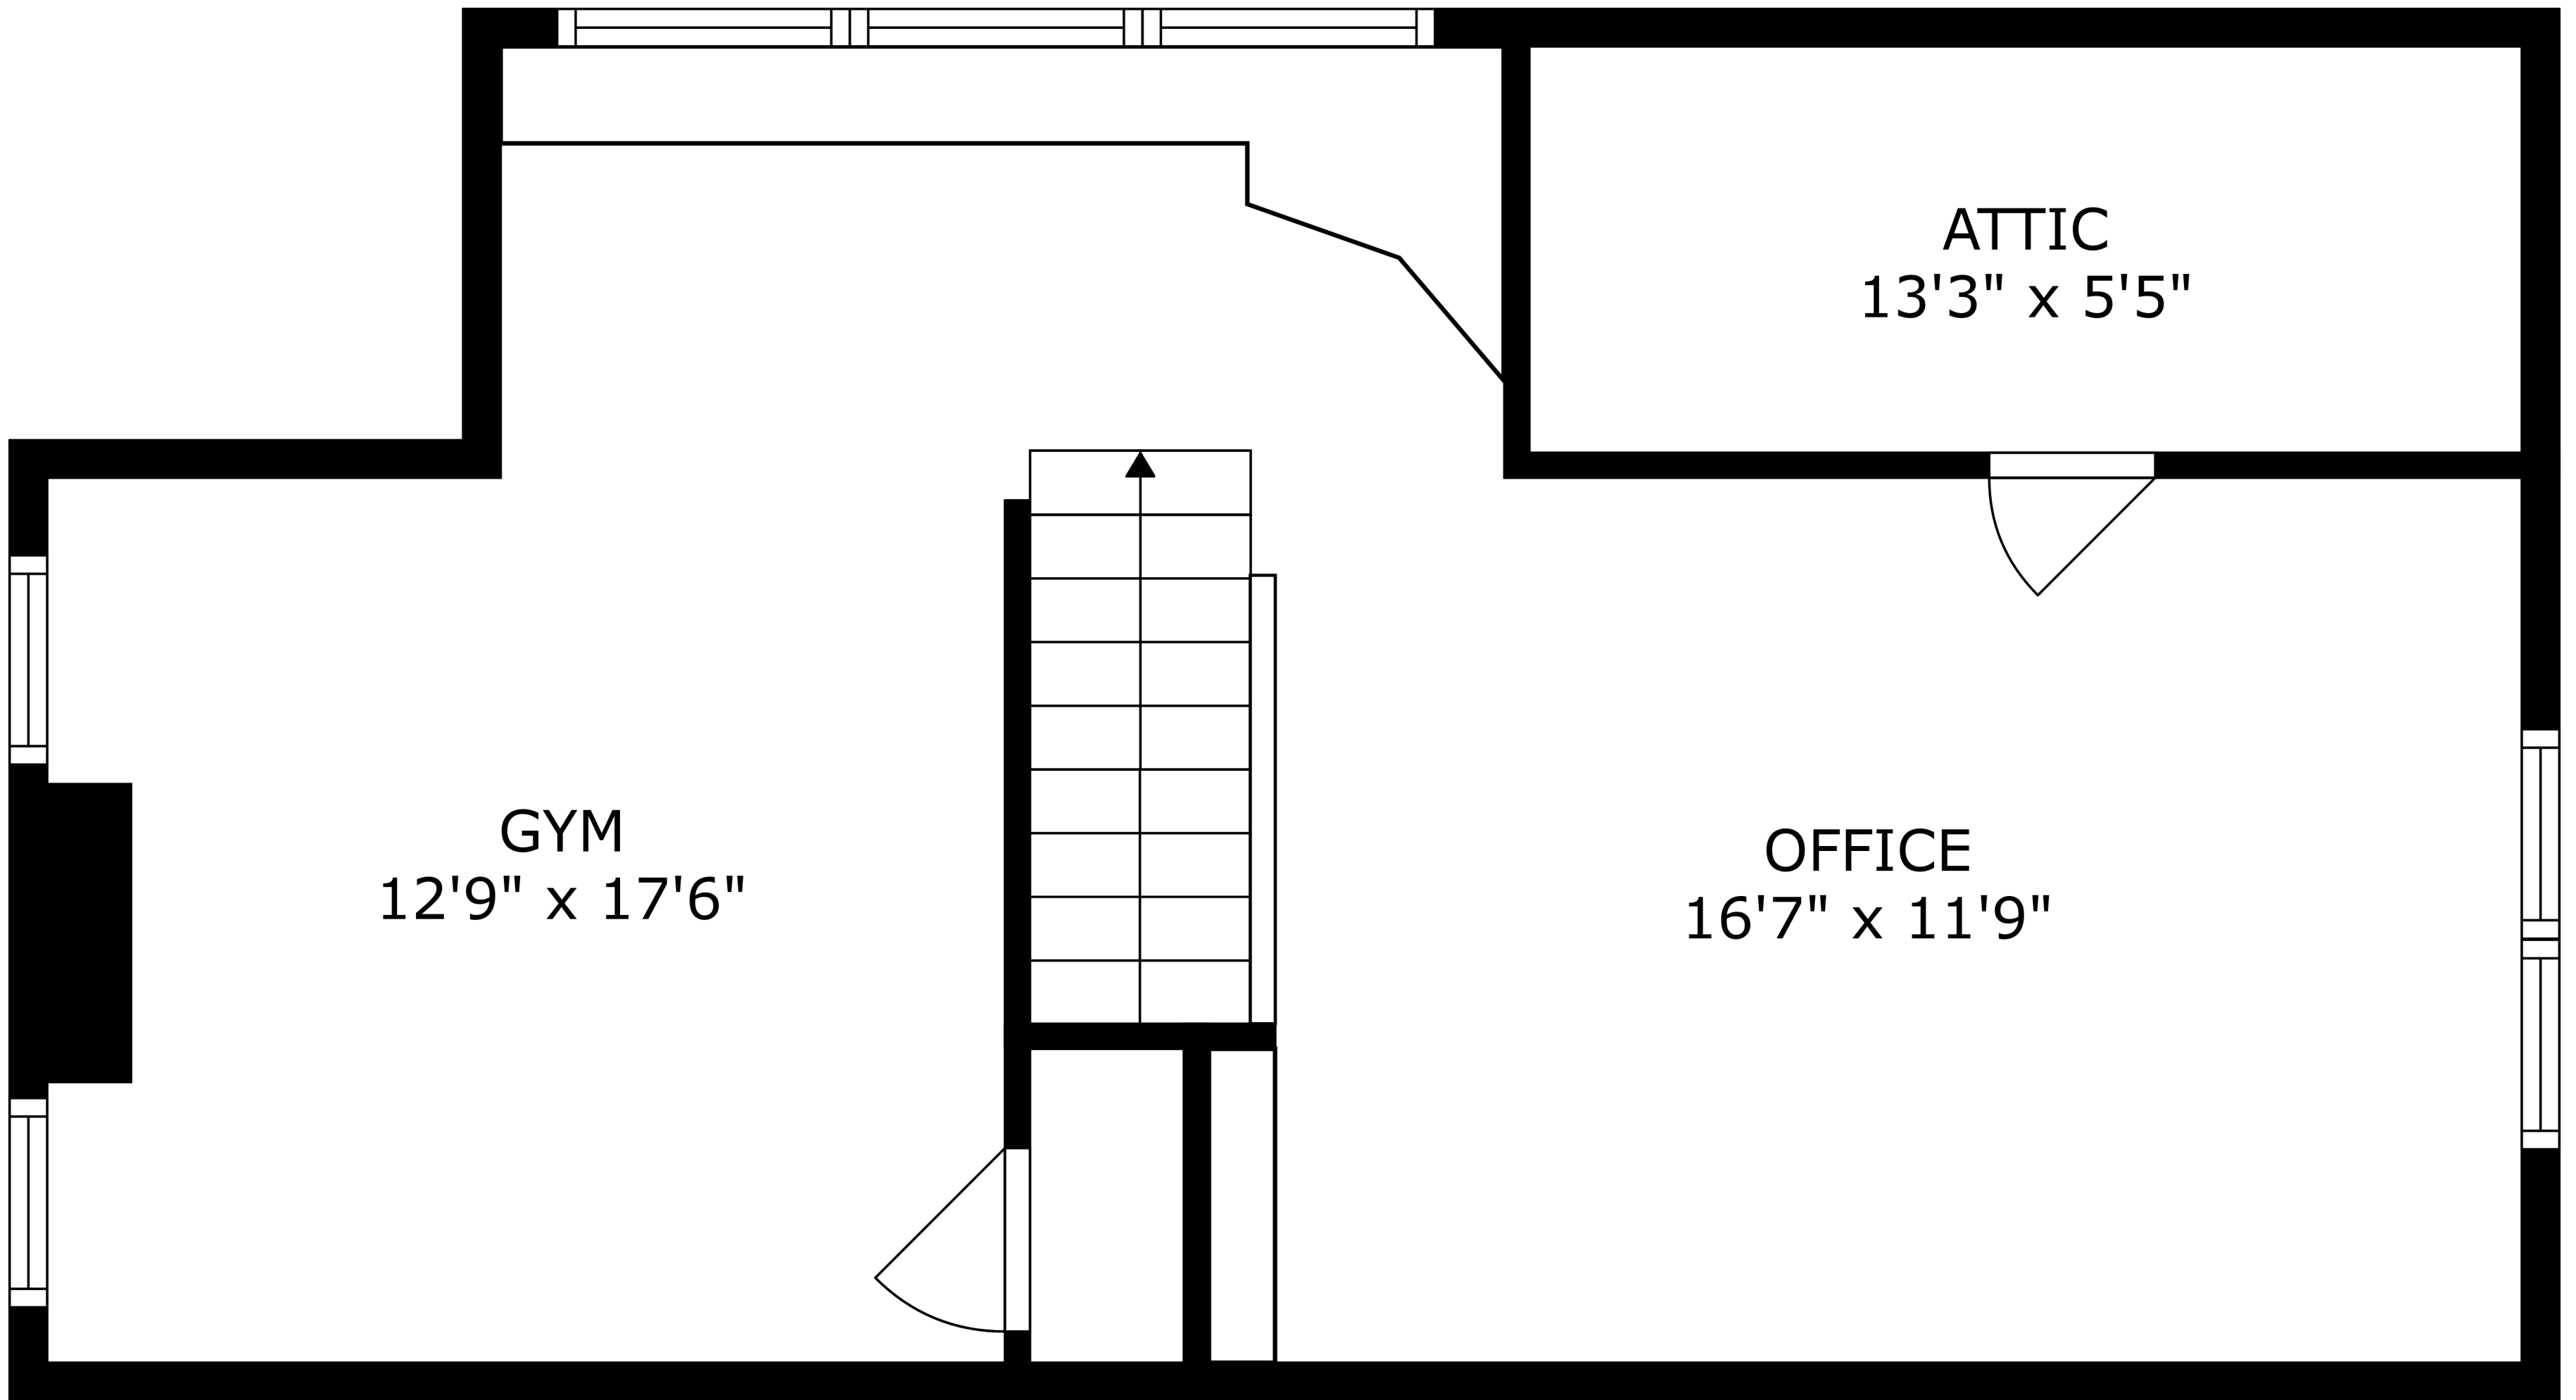 ATTIC
13'3" x 5'5"
GYM
12'9" x 17'6"
OFFICE
16'7" x 11'9"